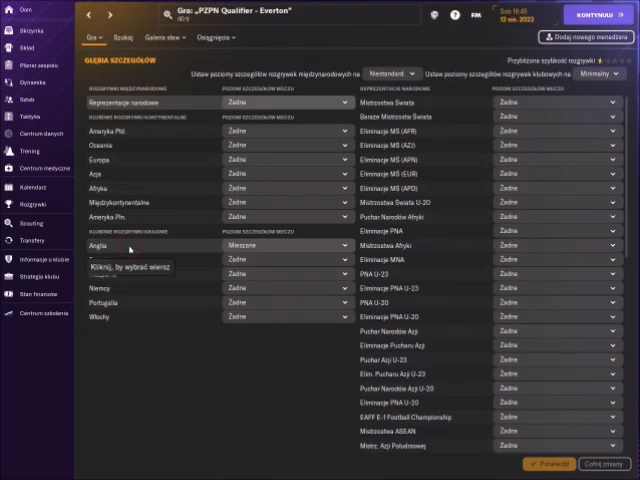 Dom
Skrzynka
Skład
Planer zespołu
Dynamika
Sztab
Taktyka
Centrum danych
Trening
Centrum medyczne
Kalendarz
Rozgrywki
Scouting
Transfery
Informacje o klubie
Strategia klubu
Stan finansów
Centrum szkolenia
Gra: „PZPN Qualifier - Everton”
FM
Sob 16:45
12 sie. 2023
KONTYNUUJ
Gra
Szukaj
Galeria sław
Osiągnięcia
Dodaj nowego menedżera
GŁĘBIA SZCZEGÓŁÓW
Przybliżona szybkość rozgrywki
Ustaw poziomy szczegółów rozgrywek międzynarodowych na
Niestandard.
Ustaw poziomy szczegółów rozgrywek klubowych na
Minimalny
ROZGRYWKI MIĘDZYNARODOWE POZIOM SZCZEGÓŁÓW MECZU
Reprezentacje narodowe Żadne
KLUBOWE ROZGRYWKI KONTYNENTALNE POZIOM SZCZEGÓŁÓW MECZU
Ameryka Płd. Żadne
Oceania Żadne
Europa Żadne
Azja Żadne
Afryka Żadne
Międzykontynentalne Żadne
Ameryka Płn. Żadne
KLUBOWE ROZGRYWKI KRAJOWE POZIOM SZCZEGÓŁÓW MECZU
Anglia Mieszane
Żadne
Kliknij, by wybrać wiersz
Żadne
Niemcy Żadne
Portugalia Żadne
Włochy Żadne
REPREZENTACJE NARODOWE POZIOM SZCZEGÓŁÓW MECZU
Mistrzostwa Świata Żadne
Baraże Mistrzostw Świata Żadne
Eliminacje MŚ (AFR) Żadne
Eliminacje MŚ (AZJ) Żadne
Eliminacje MŚ (APN) Żadne
Eliminacje MŚ (EUR) Żadne
Eliminacje MŚ (APD) Żadne
Mistrzostwa Świata U-20 Żadne
Puchar Narodów Afryki Żadne
Eliminacje PNA Żadne
Mistrzostwa Afryki Żadne
Eliminacje MNA Żadne
PNA U-23 Żadne
Eliminacje PNA U-23 Żadne
PNA U-20 Żadne
Eliminacje PNA U-20 Żadne
Puchar Narodów Azji Żadne
Eliminacje Pucharu Azji Żadne
Puchar Azji U-23 Żadne
Elim. Pucharu Azji U-23 Żadne
Puchar Narodów Azji U-20 Żadne
Eliminacje PNA U-20 Żadne
EAFF E-1 Football Championship Żadne
Mistrzostwa ASEAN Żadne
Mistrz. Azji Południowej Żadne
Potwierdź
Cofnij zmiany